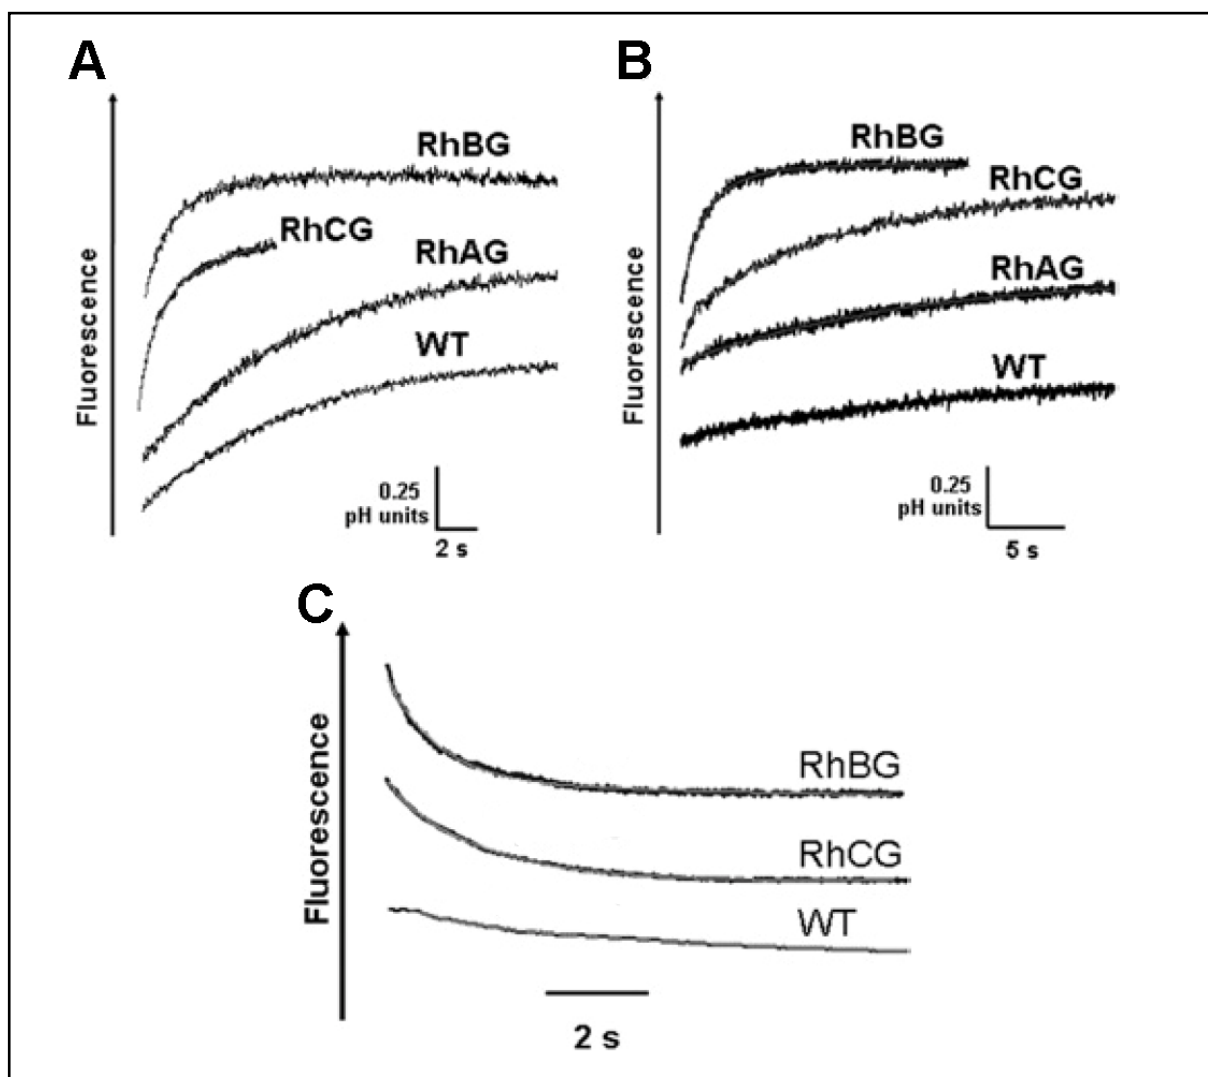 A
RhBG
RhCG
RhAG
WT
Fluorescence
0.25
pH units
2 s
B
RhBG
RhCG
RhAG
WT
Fluorescence
0.25
pH units
5 s
C
RhBG
RhCG
WT
Fluorescence
2 s